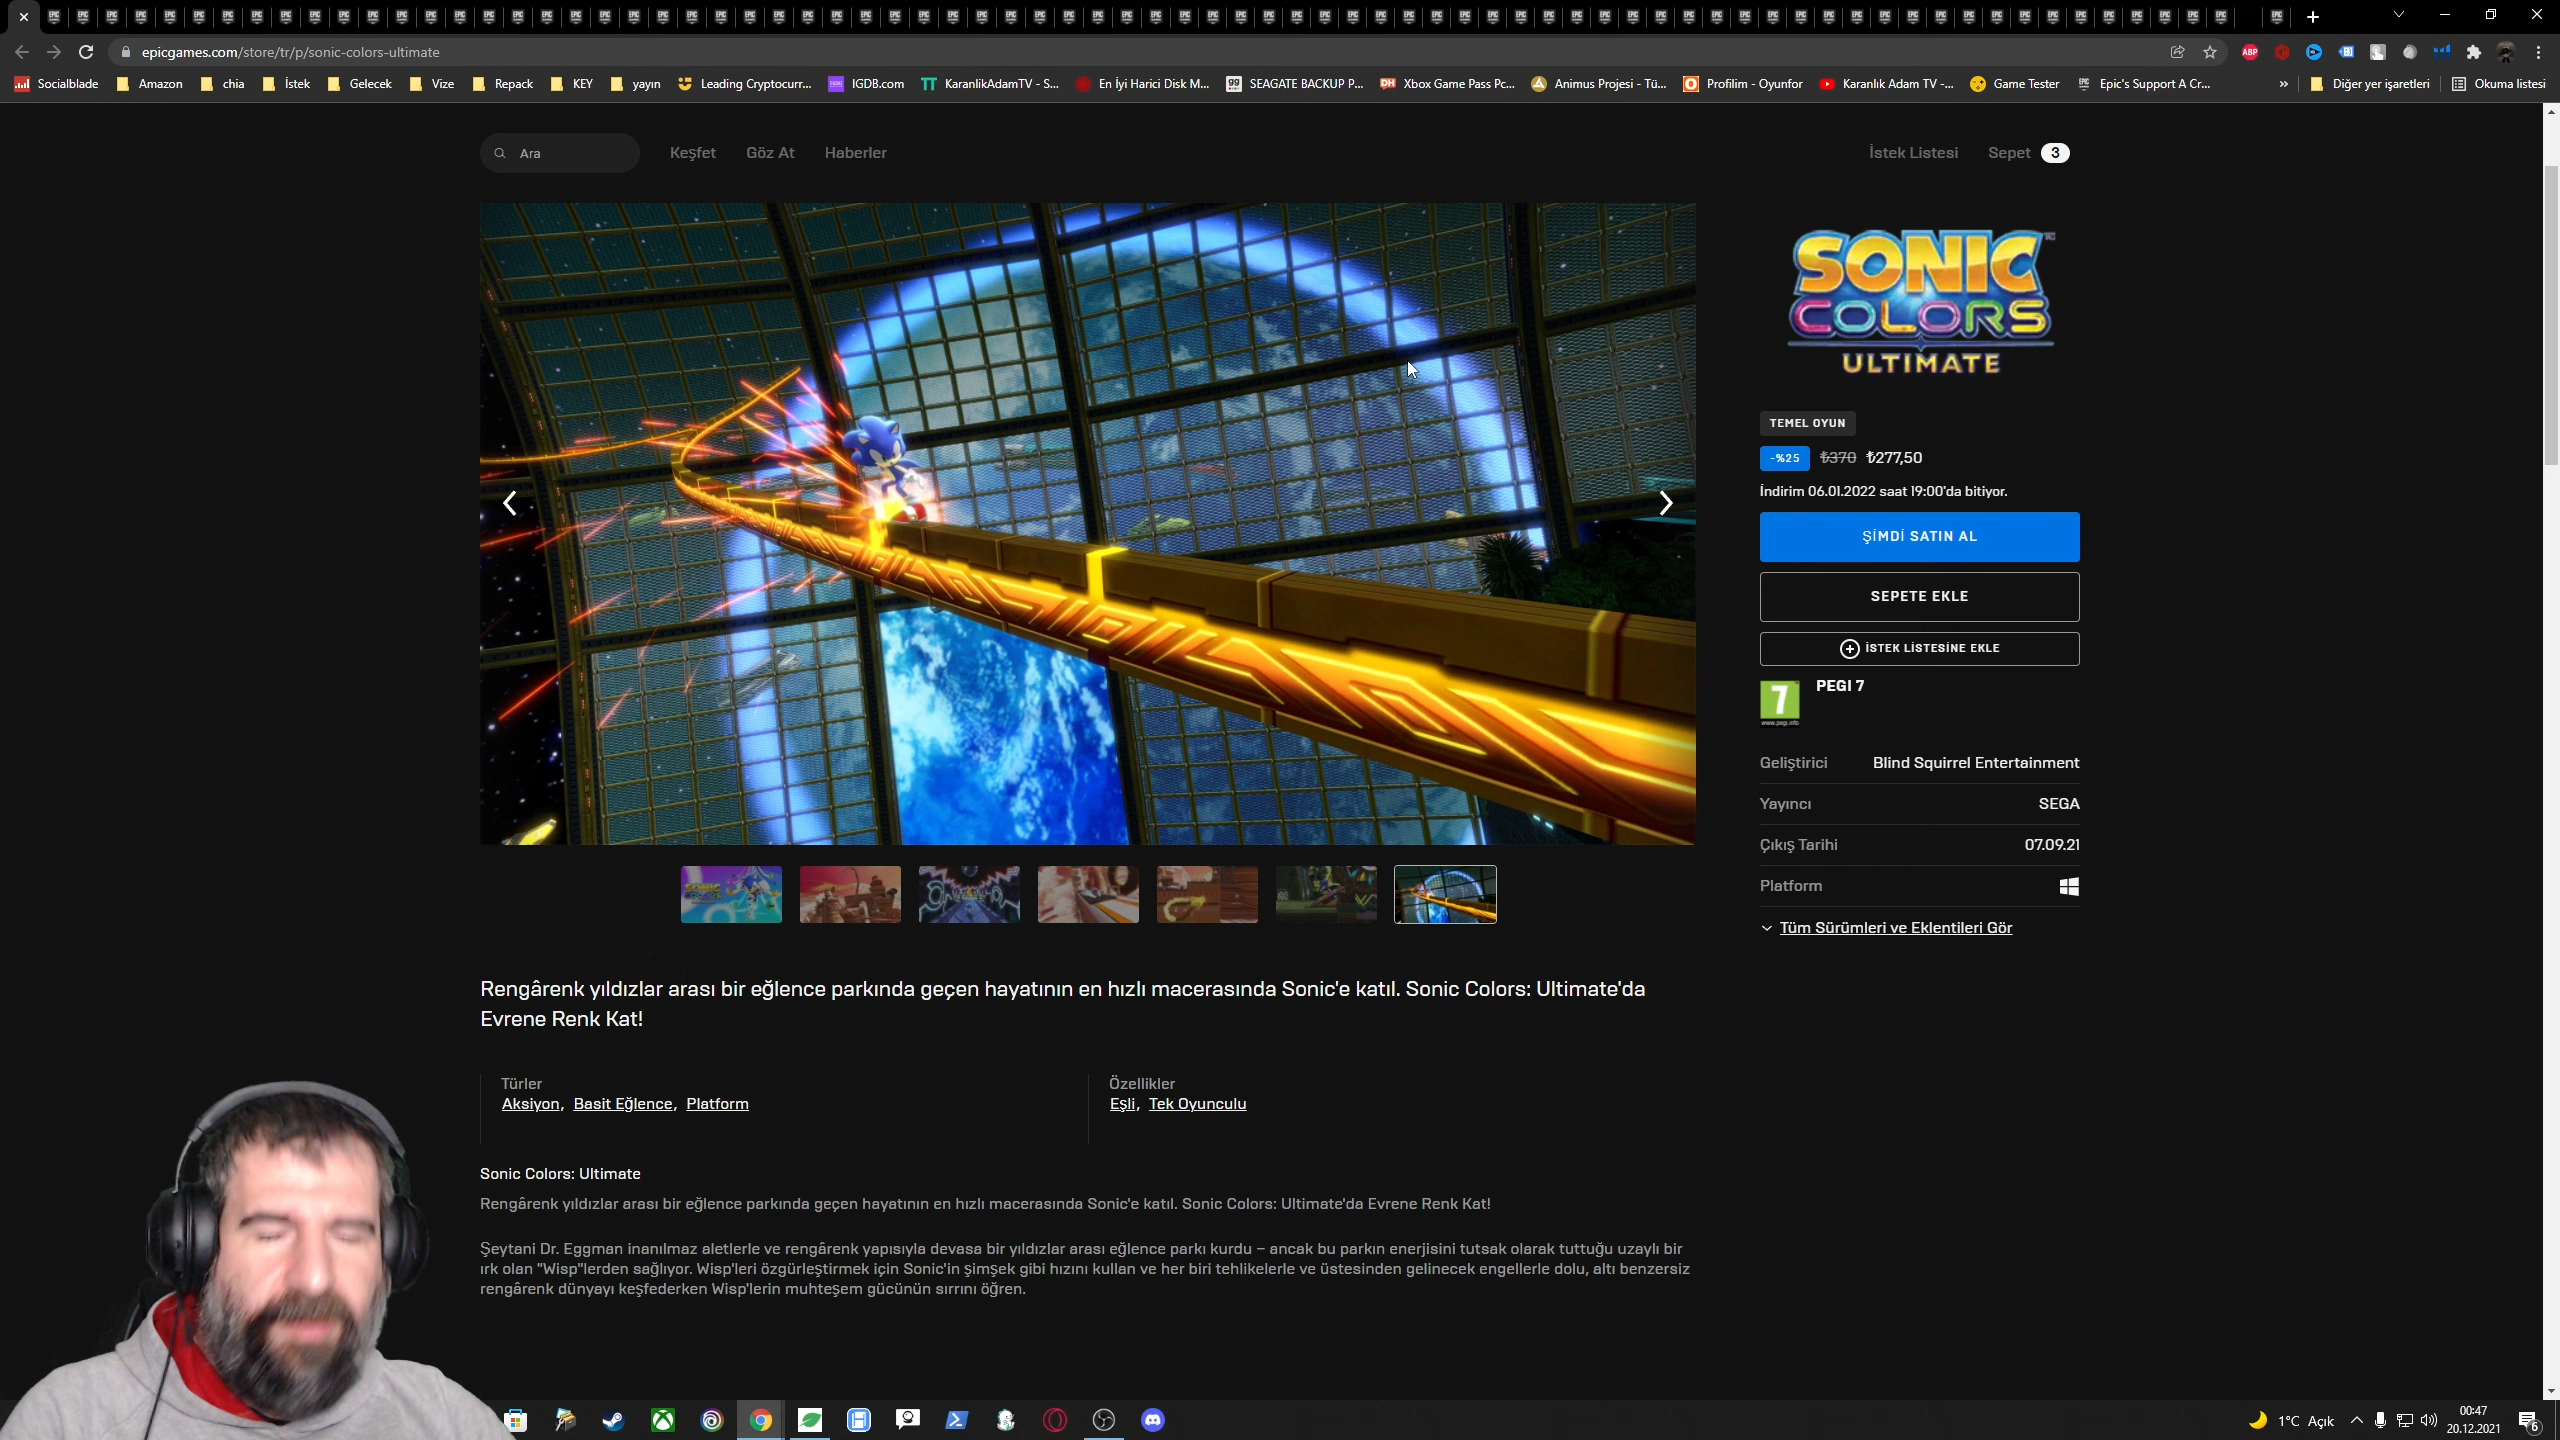 epicgames.com/store/tr/p/sonic-colors-ultimate
Socialblade
Amazon
chia
İstek
Gelecek
Vize
Repack
KEY
yayın
Leading Cryptocurr...
IGDB.com
KaranlikAdamTV - S...
En İyi Harici Disk M...
SEAGATE BACKUP P...
Xbox Game Pass Pc...
Animus Projesi - Tü...
Profilim - Oyunfor
Karanlık Adam TV -...
Game Tester
Epic's Support A Cr...
»
Diğer yer işaretleri
Okuma listesi
Ara
Keşfet
Göz At
Haberler
İstek Listesi
Sepet 3
SONIC
COLORS
ULTIMATE
TEMEL OYUN
-%25 ₺370 ₺277,50
İndirim 06.01.2022 saat 19:00'da bitiyor.
ŞİMDİ SATIN AL
SEPETE EKLE
İSTEK LİSTESİNE EKLE
7
www.pegi.info
PEGI 7
Geliştirici Blind Squirrel Entertainment
Yayıncı SEGA
Çıkış Tarihi 07.09.21
Platform
Tüm Sürümleri ve Eklentileri Gör
Rengârenk yıldızlar arası bir eğlence parkında geçen hayatının en hızlı macerasında Sonic'e katıl. Sonic Colors: Ultimate'da
Evrene Renk Kat!
Türler
Aksiyon, Basit Eğlence, Platform
Özellikler
Eşli, Tek Oyunculu
Sonic Colors: Ultimate
Rengârenk yıldızlar arası bir eğlence parkında geçen hayatının en hızlı macerasında Sonic'e katıl. Sonic Colors: Ultimate'da Evrene Renk Kat!
Şeytani Dr. Eggman inanılmaz aletlerle ve rengârenk yapısıyla devasa bir yıldızlar arası eğlence parkı kurdu – ancak bu parkın enerjisini tutsak olarak tuttuğu uzaylı bir
ırk olan "Wisp"lerden sağlıyor. Wisp'leri özgürleştirmek için Sonic'in şimşek gibi hızını kullan ve her biri tehlikelerle ve üstesinden gelinecek engellerle dolu, altı benzersiz
rengârenk dünyayı keşfederken Wisp'lerin muhteşem gücünün sırrını öğren.
1°C Açık
00:47
20.12.2021
6